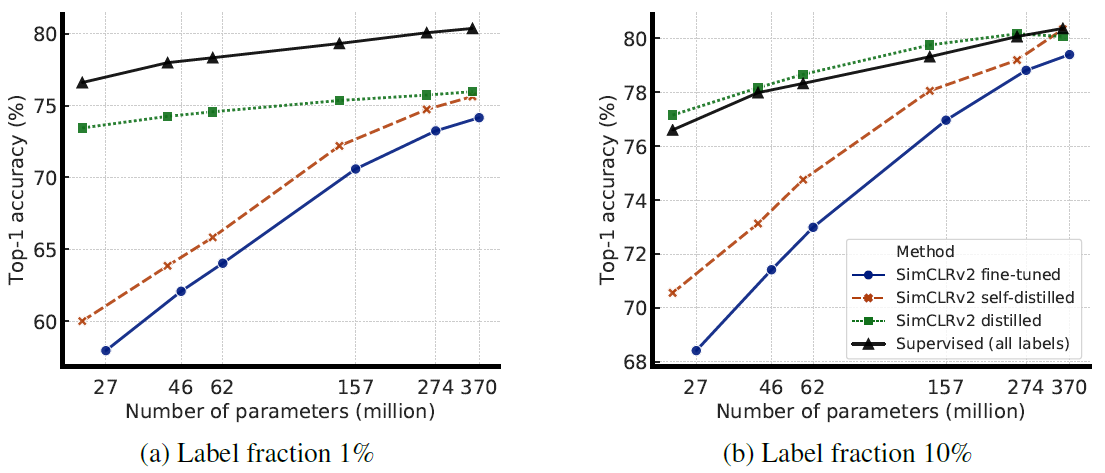 80
75
70
65
60
Top-1 accuracy (%)
27 46 62 157 274 370
Number of parameters (million)
(a) Label fraction 1%
80
78
76
74
72
70
68
Top-1 accuracy (%)
Method
SimCLRv2 fine-tuned
SimCLRv2 self-distilled
SimCLRv2 distilled
Supervised (all labels)
27 46 62 157 274 370
Number of parameters (million)
(b) Label fraction 10%